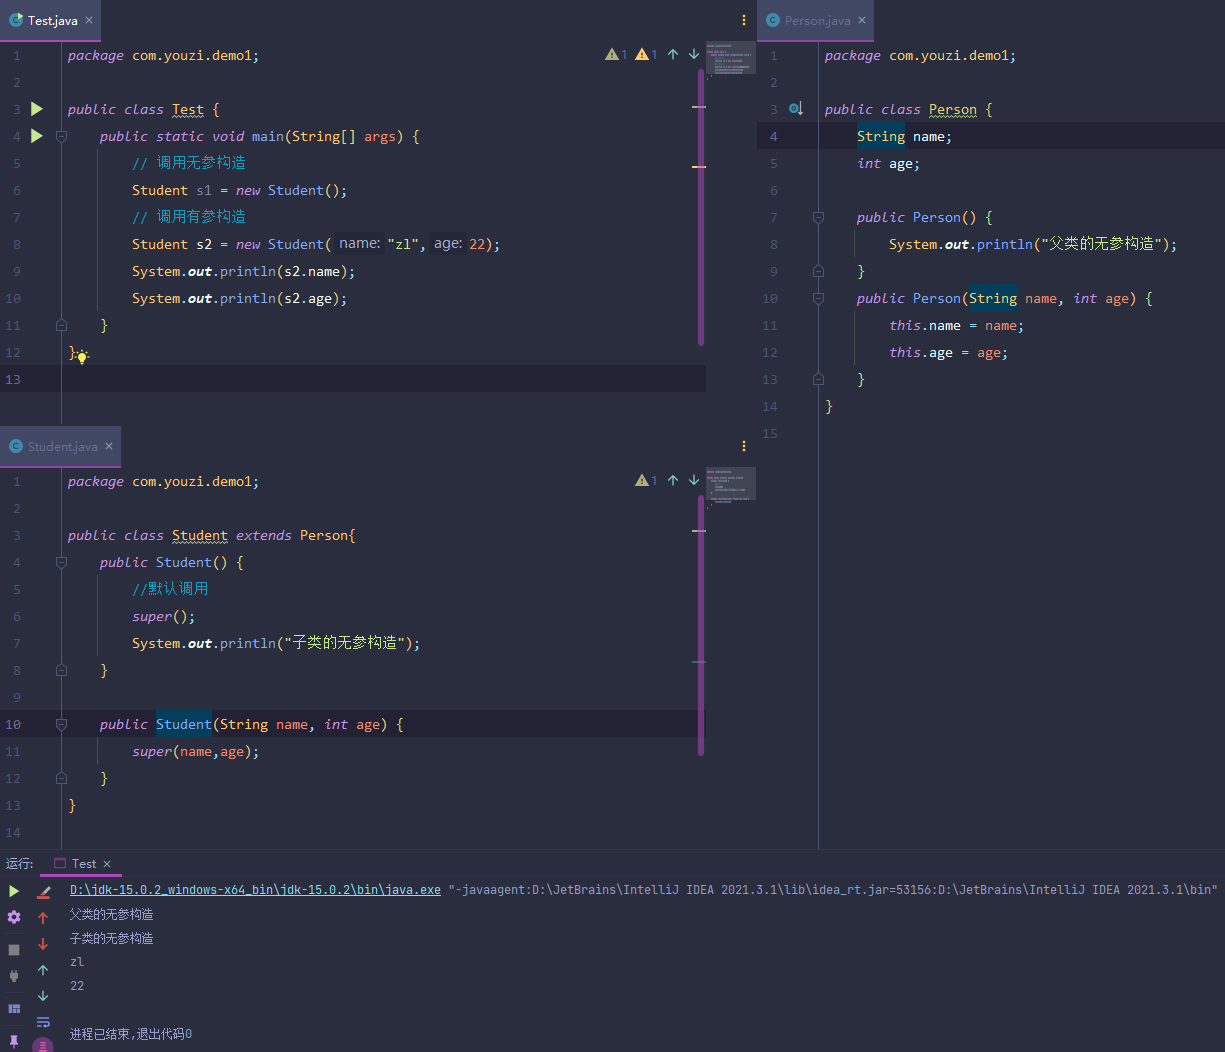 Test.java
1 package com.youzi.demo1;
2
3 public class Test {
4 public static void main(String[] args) {
5 // 调用无参构造
6 Student s1 = new Student();
7 // 调用有参构造
8 Student s2 = new Student( name: "zl", age: 22);
9 System.out.println(s2.name);
10 System.out.println(s2.age);
11 }
12 }
13
1 1
Person.java
1 package com.youzi.demo1;
2
3 public class Person {
4 String name;
5 int age;
6
7 public Person() {
8 System.out.println("父类的无参构造");
9 }
10 public Person(String name, int age) {
11 this.name = name;
12 this.age = age;
13 }
14 }
15
Student.java
1 package com.youzi.demo1;
2
3 public class Student extends Person{
4 public Student() {
5 //默认调用
6 super();
7 System.out.println("子类的无参构造");
8 }
9
10 public Student(String name, int age) {
11 super(name,age);
12 }
13 }
14
1
运行: Test
D:\jdk-15.0.2_windows-x64_bin\jdk-15.0.2\bin\java.exe "-javaagent:D:\JetBrains\IntelliJ IDEA 2021.3.1\lib\idea_rt.jar=53156:D:\JetBrains\IntelliJ IDEA 2021.3.1\bin"
父类的无参构造
子类的无参构造
zl
22
进程已结束,退出代码0